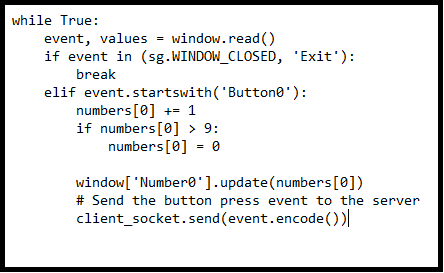 while True:
    event, values = window.read()
    if event in (sg.WINDOW_CLOSED, 'Exit'):
        break
    elif event.startswith('Button0'):
        numbers[0] += 1
        if numbers[0] > 9:
            numbers[0] = 0

        window['Number0'].update(numbers[0])
        # Send the button press event to the server
        client_socket.send(event.encode())